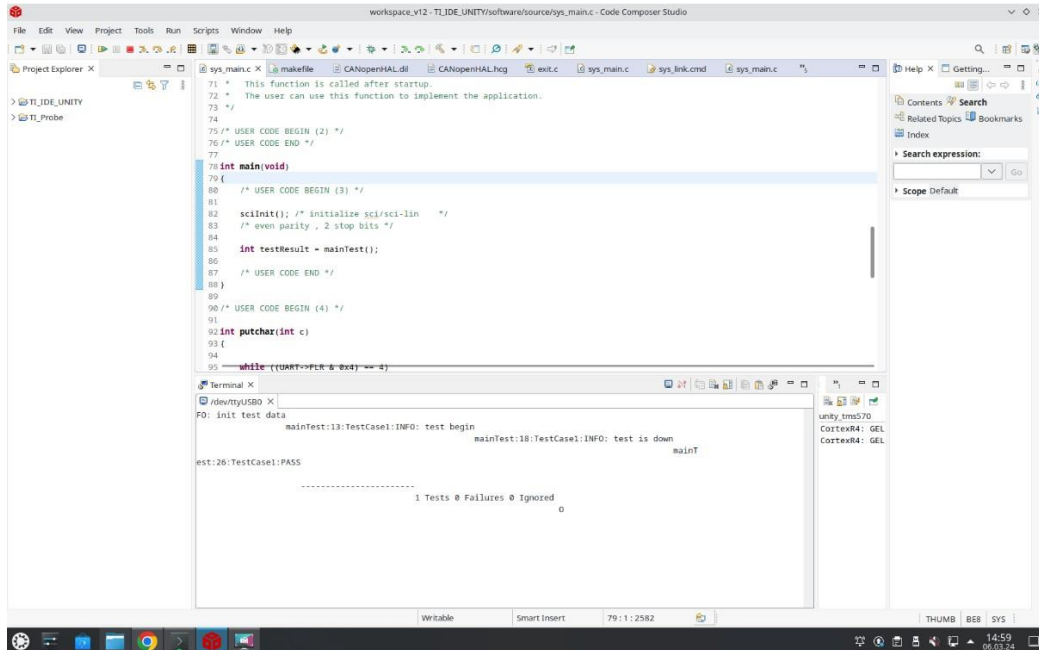 workspace_v12 - TI_IDE_UNITY/software/source/sys_main.c - Code Composer Studio
File Edit View Project Tools Run Scripts Window Help
Project Explorer
TI_IDE_UNITY
TI_Probe
sys_main.c makefile CANopenHAL.dil CANopenHAL.hcg exit.c sys_main.c sys_link.cmd sys_main.c
71 * This function is called after startup.
72 * The user can use this function to implement the application.
73 */
74
75 /* USER CODE BEGIN (2) */
76 /* USER CODE END */
77
78 int main(void)
79 {
80 /* USER CODE BEGIN (3) */
81
82 sciInit(); /* initialize sci/sci-lin */
83 /* even parity , 2 stop bits */
84
85 int testResult = mainTest();
86
87 /* USER CODE END */
88 }
89
90 /* USER CODE BEGIN (4) */
91
92 int putchar(int c)
93 {
94
95 while ((UART->FLR & 0x4) == 4)
Help Getting...
Contents Search
Related Topics Bookmarks
Index
Search expression:
Go
Scope Default
Terminal
/dev/ttyUSB0
FO: init test data
mainTest:13:TestCase1:INFO: test begin
mainTest:18:TestCase1:INFO: test is down
mainT
est:26:TestCase1:PASS
-----------------------
1 Tests 0 Failures 0 Ignored
O
unity_tms570
CortexR4: GEL
CortexR4: GEL
Writable Smart Insert 79:1:2582
THUMB BE8 SYS
14:59
06.03.24